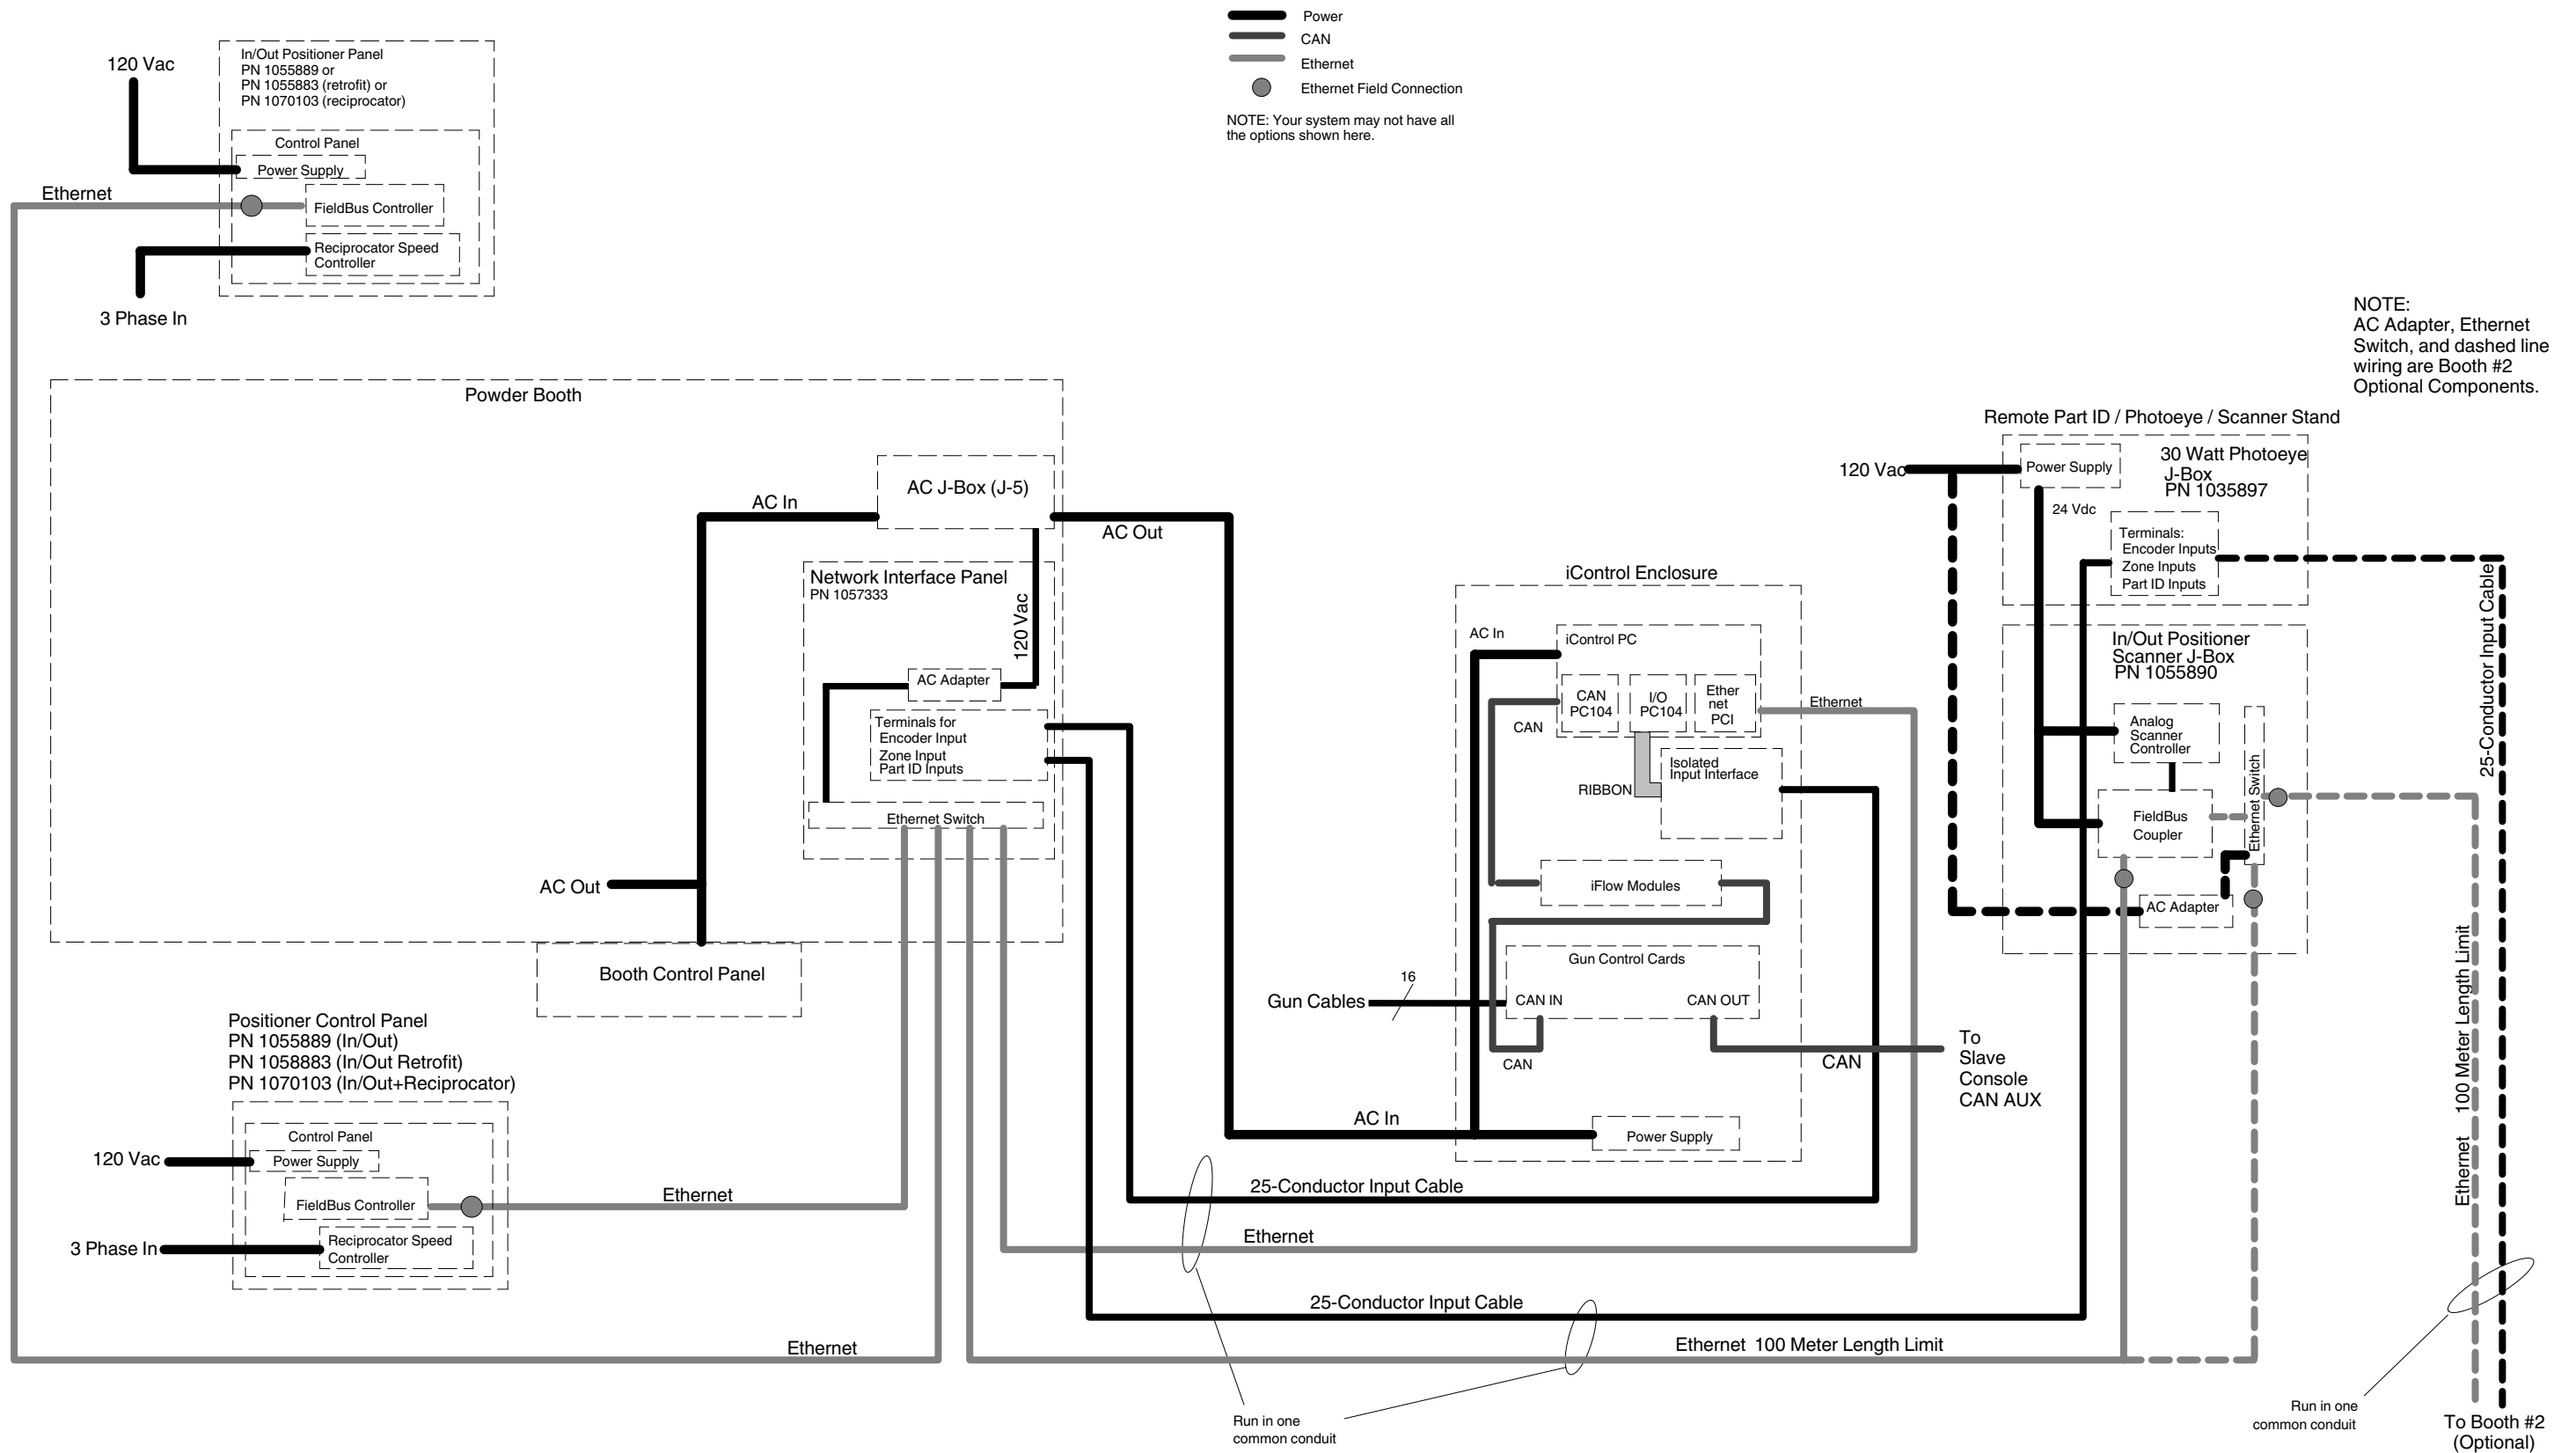 Power
CAN
Ethernet
Ethernet Field Connection
NOTE: Your system may not have all
the options shown here.
120 Vac
In/Out Positioner Panel
PN 1055889 or
PN 1055883 (retrofit) or
PN 1070103 (reciprocator)
Control Panel
Power Supply
Ethernet
FieldBus Controller
Reciprocator Speed
Controller
3 Phase In
NOTE:
AC Adapter, Ethernet
Switch, and dashed line
wiring are Booth #2
Optional Components.
Powder Booth
AC J-Box (J-5)
AC In
AC Out
Network Interface Panel
PN 1057333
120 Vac
AC Adapter
Terminals for
Encoder Input
Zone Input
Part ID Inputs
Ethernet Switch
AC Out
Booth Control Panel
iControl Enclosure
AC In
iControl PC
CAN
PC104
I/O
PC104
Ether
net
PCI
Ethernet
CAN
Isolated
Input Interface
RIBBON
iFlow Modules
Gun Control Cards
16
Gun Cables
CAN IN
CAN OUT
CAN
CAN
To
Slave
Console
CAN AUX
AC In
Power Supply
Remote Part ID / Photoeye / Scanner Stand
120 Vac
Power Supply
30 Watt Photoeye
J-Box
PN 1035897
24 Vdc
Terminals:
Encoder Inputs
Zone Inputs
Part ID Inputs
25-Conductor Input Cable
In/Out Positioner
Scanner J-Box
PN 1055890
Analog
Scanner
Controller
Ethernet Switch
FieldBus
Coupler
AC Adapter
Ethernet 100 Meter Length Limit
Positioner Control Panel
PN 1055889 (In/Out)
PN 1058883 (In/Out Retrofit)
PN 1070103 (In/Out+Reciprocator)
Control Panel
120 Vac
Power Supply
FieldBus Controller
Ethernet
3 Phase In
Reciprocator Speed
Controller
25-Conductor Input Cable
Ethernet
25-Conductor Input Cable
Ethernet
Ethernet 100 Meter Length Limit
Run in one
common conduit
Run in one
common conduit
To Booth #2
(Optional)